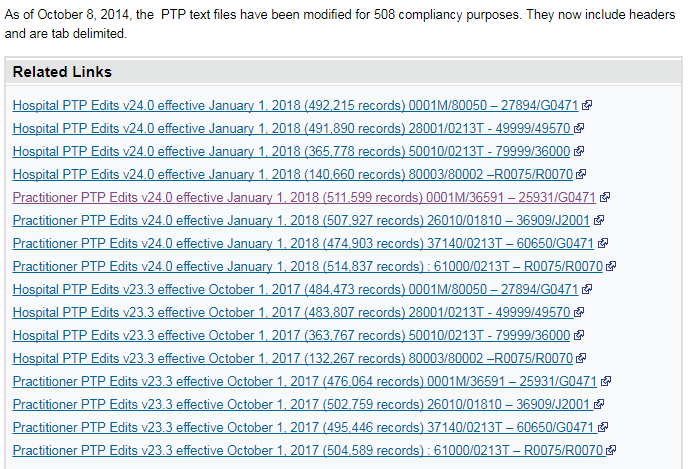 As of October 8, 2014, the  PTP text files have been modified for 508 compliancy purposes. They now include headers
and are tab delimited.
Related Links
Hospital PTP Edits v24.0 effective January 1, 2018 (492,215 records) 0001M/80050 – 27894/G0471
Hospital PTP Edits v24.0 effective January 1, 2018 (491,890 records) 28001/0213T - 49999/49570
Hospital PTP Edits v24.0 effective January 1, 2018 (365,778 records) 50010/0213T - 79999/36000
Hospital PTP Edits v24.0 effective January 1, 2018 (140,660 records) 80003/80002 –R0075/R0070
Practitioner PTP Edits v24.0 effective January 1, 2018 (511,599 records) 0001M/36591 – 25931/G0471
Practitioner PTP Edits v24.0 effective January 1, 2018 (507,927 records) 26010/01810 – 36909/J2001
Practitioner PTP Edits v24.0 effective January 1, 2018 (474,903 records) 37140/0213T – 60650/G0471
Practitioner PTP Edits v24.0 effective January 1, 2018 (514,837 records) : 61000/0213T – R0075/R0070
Hospital PTP Edits v23.3 effective October 1, 2017 (484,473 records) 0001M/80050 – 27894/G0471
Hospital PTP Edits v23.3 effective October 1, 2017 (483,807 records) 28001/0213T - 49999/49570
Hospital PTP Edits v23.3 effective October 1, 2017 (363,767 records) 50010/0213T - 79999/36000
Hospital PTP Edits v23.3 effective October 1, 2017 (132,267 records) 80003/80002 –R0075/R0070
Practitioner PTP Edits v23.3 effective October 1, 2017 (476,064 records) 0001M/36591 – 25931/G0471
Practitioner PTP Edits v23.3 effective October 1, 2017 (502,759 records) 26010/01810 – 36909/J2001
Practitioner PTP Edits v23.3 effective October 1, 2017 (495,446 records) 37140/0213T – 60650/G0471
Practitioner PTP Edits v23.3 effective October 1, 2017 (504,589 records) : 61000/0213T – R0075/R0070